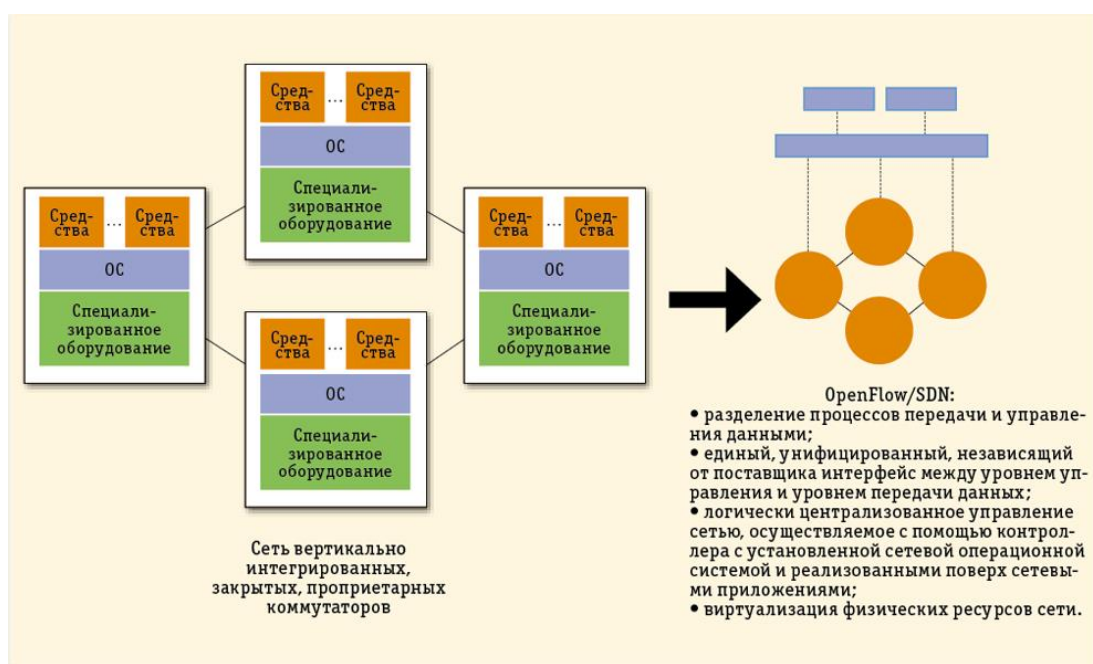 Сред-
ства
...
Сред-
ства
ОС
Специали-
зированное
оборудование
Сред-
ства
...
Сред-
ства
ОС
Специали-
зированное
оборудование
Сред-
ства
...
Сред-
ства
ОС
Специали-
зированное
оборудование
Сред-
ства
...
Сред-
ства
ОС
Специали-
зированное
оборудование
Сеть вертикально
интегрированных,
закрытых, проприетарных
коммутаторов
OpenFlow/SDN:
• разделение процессов передачи и управле-
ния данными;
• единый, унифицированный, независящий
от поставщика интерфейс между уровнем уп-
равления и уровнем передачи данных;
• логически централизованное управление
сетью, осуществляемое с помощью контрол-
лера с установленной сетевой операционной
системой и реализованными поверх сетевы-
ми приложениями;
• виртуализация физических ресурсов сети.